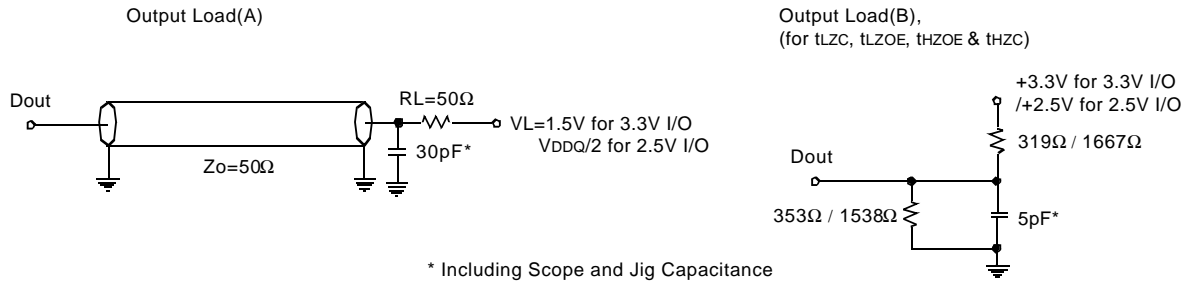 Output Load(A)
Dout
Zo=50Ω
RL=50Ω
30pF*
VL=1.5V for 3.3V I/O
VDDQ/2 for 2.5V I/O
Output Load(B),
(for tLZC, tLZOE, tHZOE & tHZC)
+3.3V for 3.3V I/O
/+2.5V for 2.5V I/O
319Ω / 1667Ω
Dout
353Ω / 1538Ω
5pF*
* Including Scope and Jig Capacitance